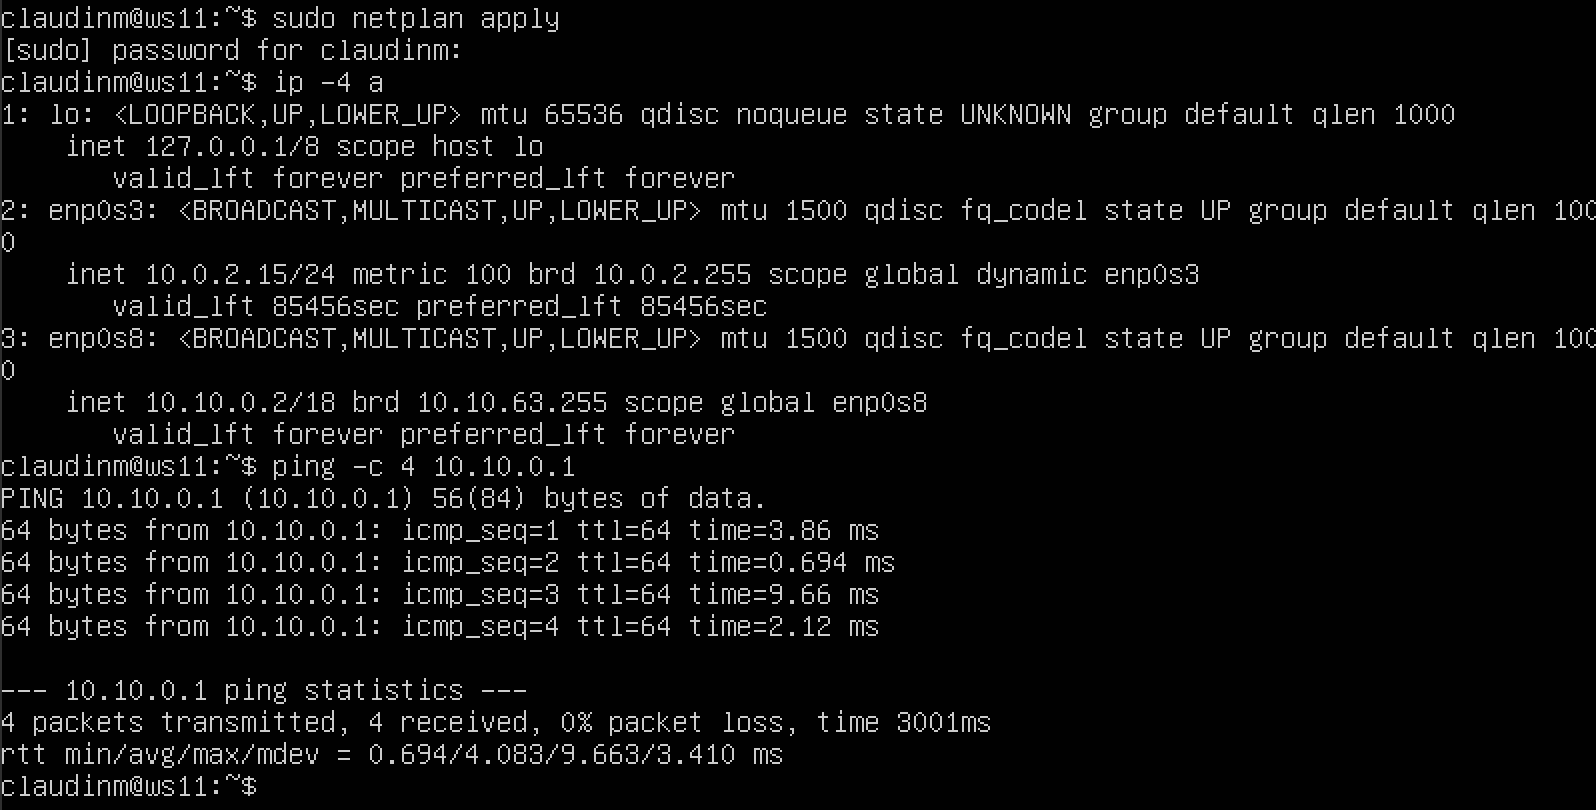 claudinm@ws11:~$ sudo netplan apply
[sudo] password for claudinm:
claudinm@ws11:~$ ip -4 a
1: lo: <LOOPBACK,UP,LOWER_UP> mtu 65536 qdisc noqueue state UNKNOWN group default qlen 1000
    inet 127.0.0.1/8 scope host lo
       valid_lft forever preferred_lft forever
2: enp0s3: <BROADCAST,MULTICAST,UP,LOWER_UP> mtu 1500 qdisc fq_codel state UP group default qlen 100
0
    inet 10.0.2.15/24 metric 100 brd 10.0.2.255 scope global dynamic enp0s3
       valid_lft 85456sec preferred_lft 85456sec
3: enp0s8: <BROADCAST,MULTICAST,UP,LOWER_UP> mtu 1500 qdisc fq_codel state UP group default qlen 100
0
    inet 10.10.0.2/18 brd 10.10.63.255 scope global enp0s8
       valid_lft forever preferred_lft forever
claudinm@ws11:~$ ping -c 4 10.10.0.1
PING 10.10.0.1 (10.10.0.1) 56(84) bytes of data.
64 bytes from 10.10.0.1: icmp_seq=1 ttl=64 time=3.86 ms
64 bytes from 10.10.0.1: icmp_seq=2 ttl=64 time=0.694 ms
64 bytes from 10.10.0.1: icmp_seq=3 ttl=64 time=9.66 ms
64 bytes from 10.10.0.1: icmp_seq=4 ttl=64 time=2.12 ms

--- 10.10.0.1 ping statistics ---
4 packets transmitted, 4 received, 0% packet loss, time 3001ms
rtt min/avg/max/mdev = 0.694/4.083/9.663/3.410 ms
claudinm@ws11:~$